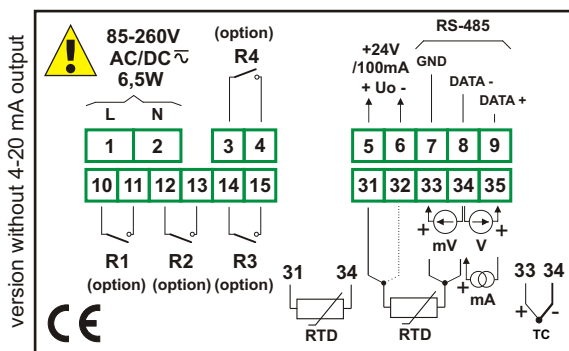 version without 4-20 mA output
85-260V
AC/DC
6,5W
L N
(option)
R4
+24V
/100mA
+ Uo -
RS-485
GND
DATA -
DATA +
1 2 3 4 5 6 7 8 9
10 11 12 13 14 15 31 32 33 34 35
R1 R2 R3
(option) (option) (option)
+ mV V +
+ mA
31 34
RTD
RTD
33 34
+ -
TC
CE